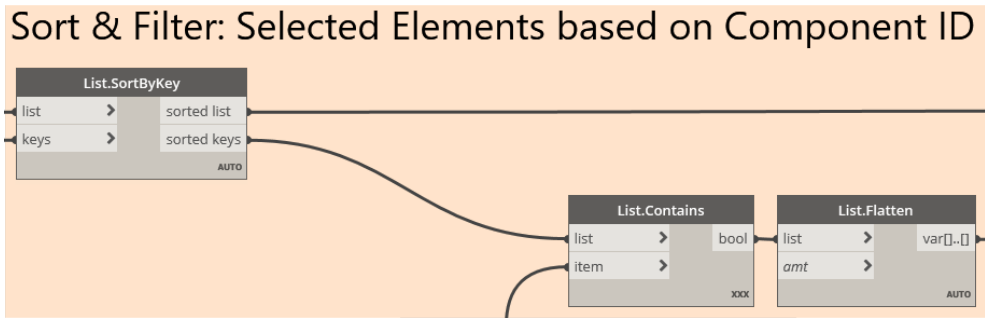 Sort & Filter: Selected Elements based on Component ID
List.SortByKey
list > sorted list
keys > sorted keys
AUTO
List.Contains
list > bool
item >
xxx
List.Flatten
list > var[]..[]
amt >
AUTO